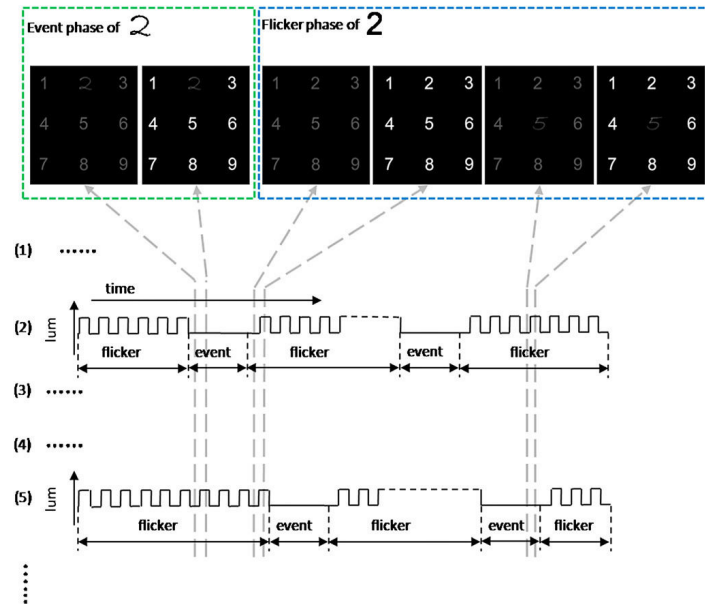 Event phase of 2
Flicker phase of 2
1 2 3 1 2 3 1 2 3 1 2 3 1 2 3 1 2 3
4 5 6 4 5 6 4 5 6 4 5 6 4 5 6 4 5 6
7 8 9 7 8 9 7 8 9 7 8 9 7 8 9 7 8 9
(1) ......
time
(2) lum
flicker event flicker event flicker
(3) ......
(4) ......
(5) lum
flicker event flicker event flicker